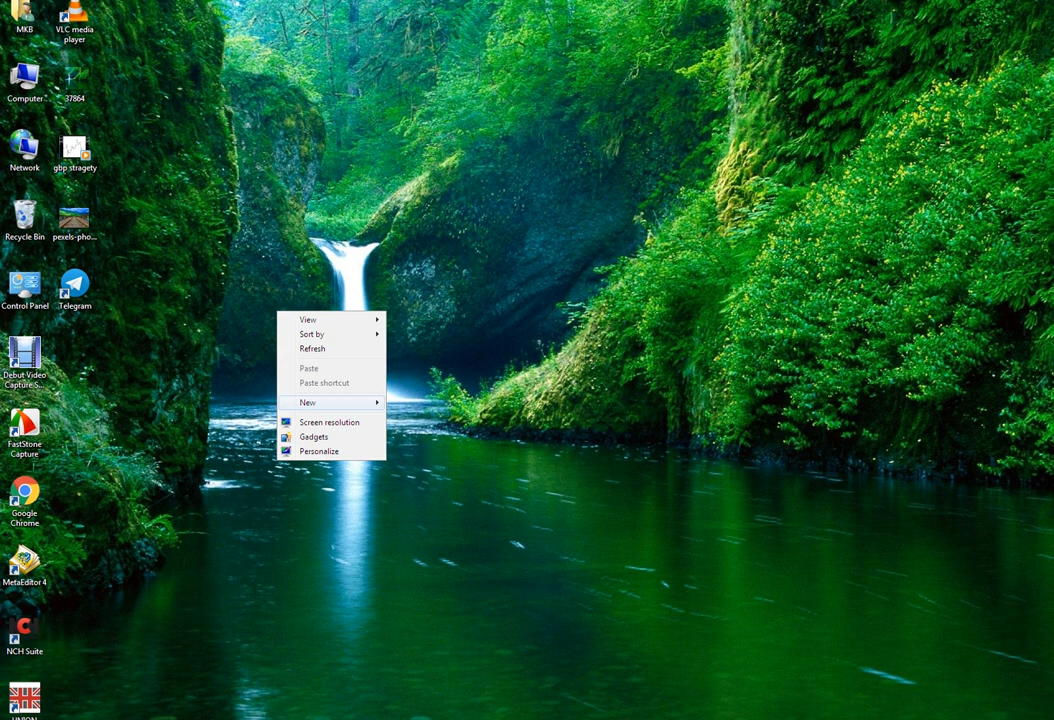 MKB
VLC media
player
Computer
37864
Network
gbp stragety
Recycle Bin
pexels-pho...
Control Panel
Telegram
Debut Video
Capture S...
FastStone
Capture
Google
Chrome
MetaEditor 4
NCH Suite
UNION
View
Sort by
Refresh
Paste
Paste shortcut
New
Screen resolution
Gadgets
Personalize